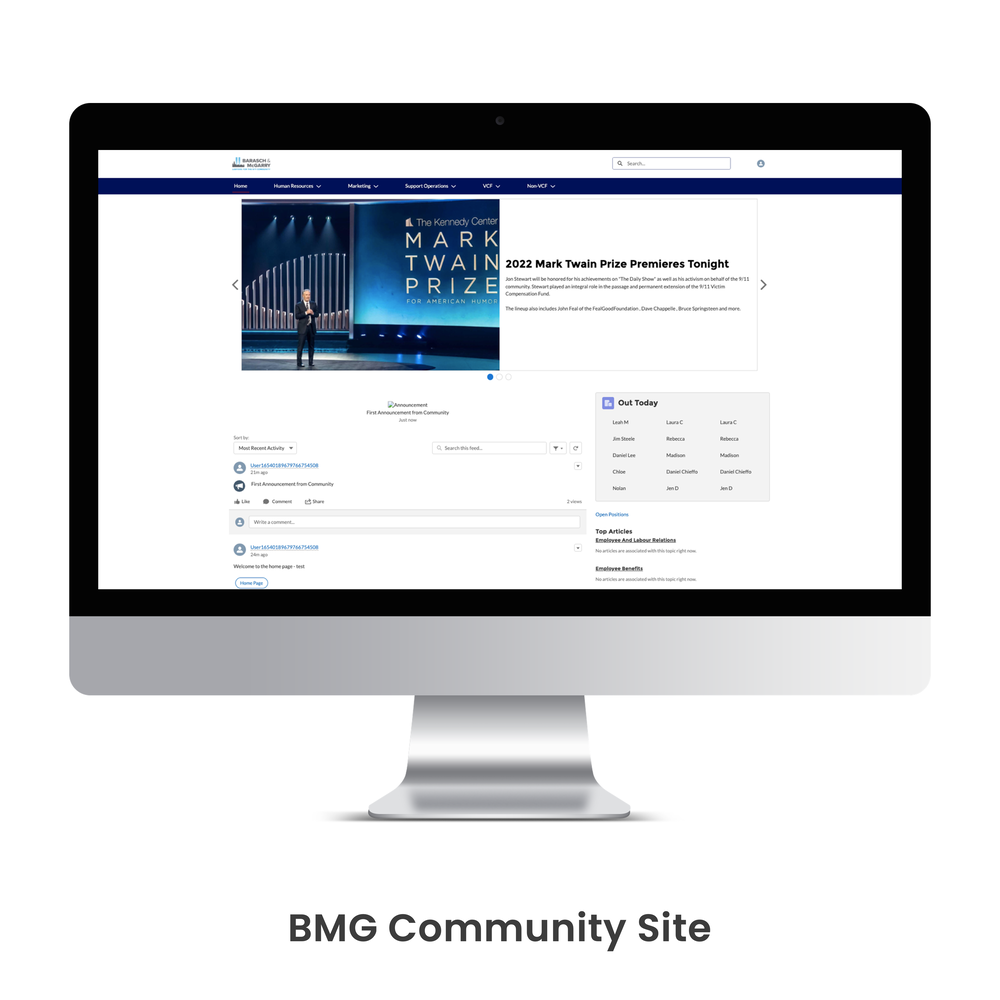 BARASCH &
McGARRY
Search...
Home
Human Resources
Marketing
Support Operations
VCF
Non-VCF
The Kennedy Center
MARK
TWAIN
PRIZE
FOR AMERICAN HUMOR
2022 Mark Twain Prize Premieres Tonight
Jon Stewart will be honored for his achievements on "The Daily Show" as well as his activism on behalf of the 9/11
community. Stewart played an integral role in the passage and permanent extension of the 9/11 Victim
Compensation Fund.
The lineup also includes John Feal of the FealGoodFoundation , Dave Chappelle , Bruce Springsteen and more.
Announcement
First Announcement from Community
Just now
Sort by:
Most Recent Activity
Search this feed...
User16540189679766754508
21m ago
First Announcement from Community
Like
Comment
Share
2 views
Write a comment...
User16540189679766754508
24m ago
Welcome to the home page - test
Home Page
Out Today
Leah M
Laura C
Laura C
Jim Steele
Rebecca
Rebecca
Daniel Lee
Madison
Madison
Chloe
Daniel Chieffo
Daniel Chieffo
Nolan
Jen D
Jen D
Open Positions
Top Articles
Employee And Labour Relations
No articles are associated with this topic right now.
Employee Benefits
No articles are associated with this topic right now.
BMG Community Site